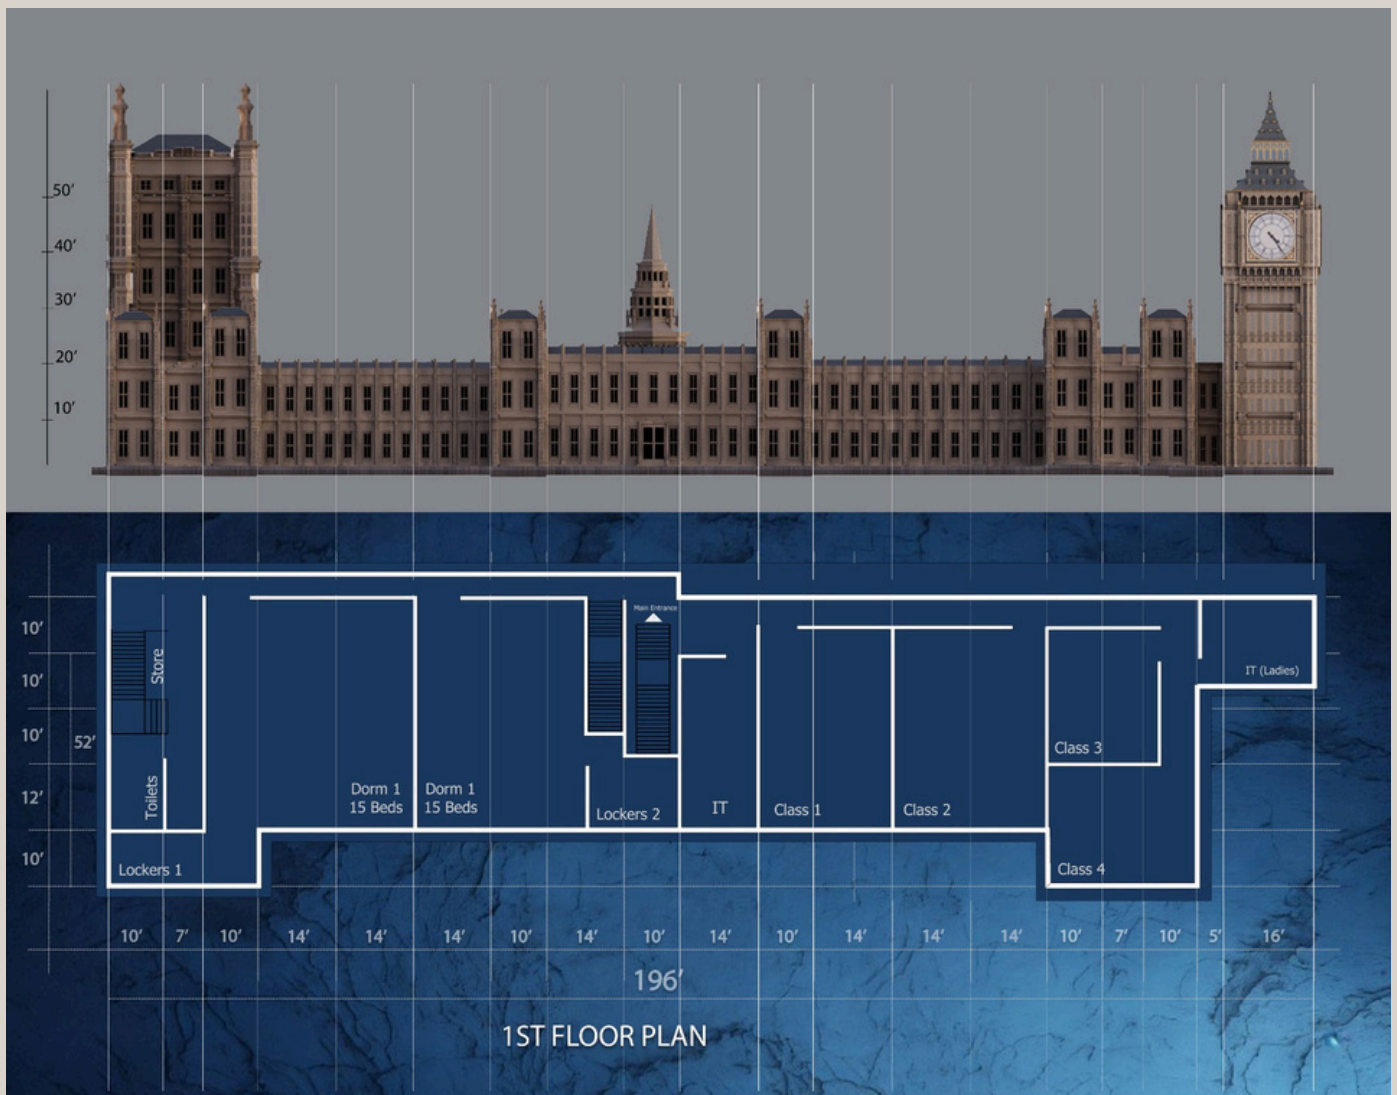 50'
40'
30'
20'
10'
Main Entrance
10'
Store
10'
IT (Ladies)
10'
52'
Class 3
Dorm 1
15 Beds
Dorm 1
15 Beds
12'
Toilets
Lockers 2
IT
Class 1
Class 2
10'
Lockers 1
Class 4
10' 7' 10' 14' 14' 14' 10' 14' 10' 14' 10' 14' 14' 14' 10' 7' 10' 5' 16'
196'
1ST FLOOR PLAN